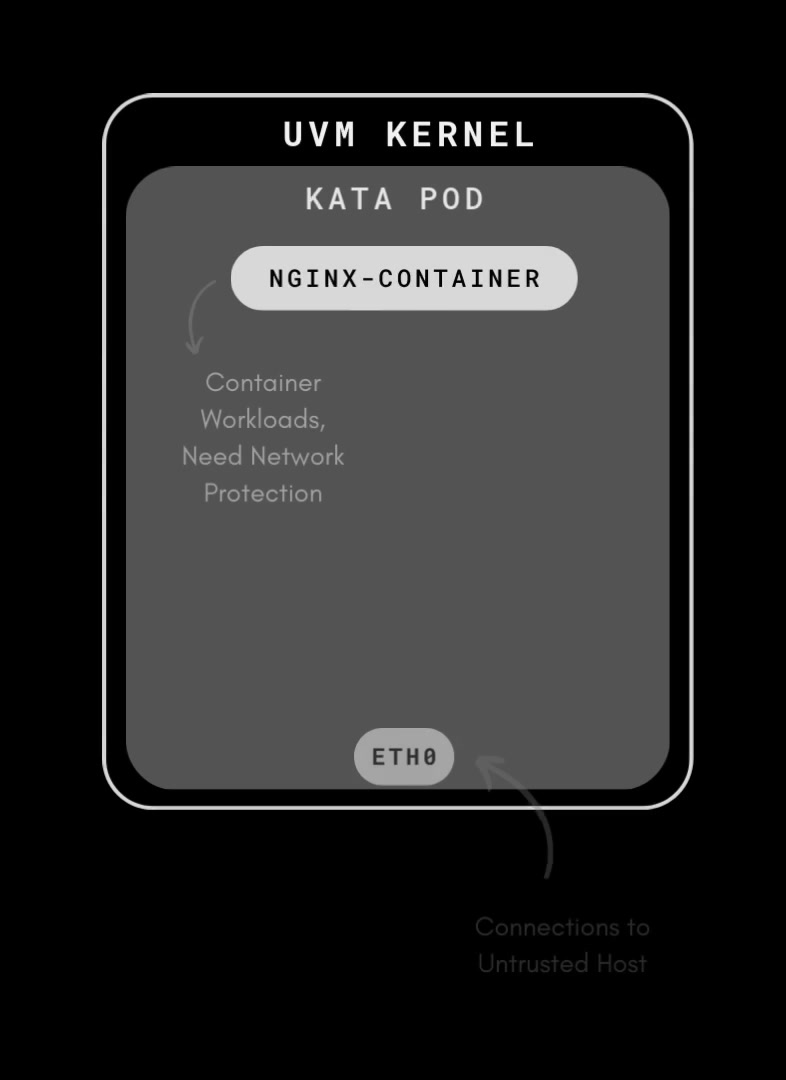 UVM KERNEL
KATA POD
NGINX-CONTAINER
Container
Workloads,
Need Network
Protection
ETH0
Connections to
Untrusted Host